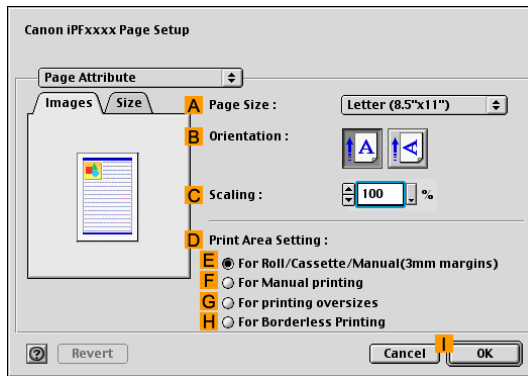 Canon iPFxxxx Page Setup
Page Attribute
Images Size
A Page Size : Letter (8.5"x11")
B Orientation : A A
C Scaling : 100 %
D Print Area Setting :
E For Roll/Cassette/Manual(3mm margins)
F For Manual printing
G For printing oversizes
H For Borderless Printing
I
? Revert Cancel OK